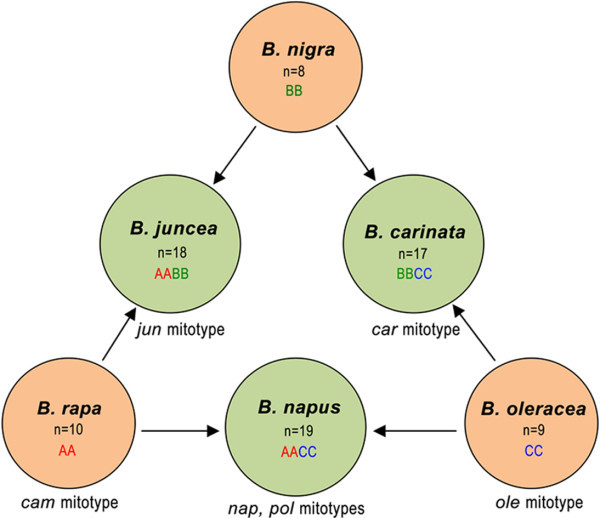 B. nigra
n=8
BB
B. juncea
n=18
AABB
jun mitotype
B. carinata
n=17
BBCC
car mitotype
B. rapa
n=10
AA
cam mitotype
B. napus
n=19
AACC
nap, pol mitotypes
B. oleracea
n=9
CC
ole mitotype